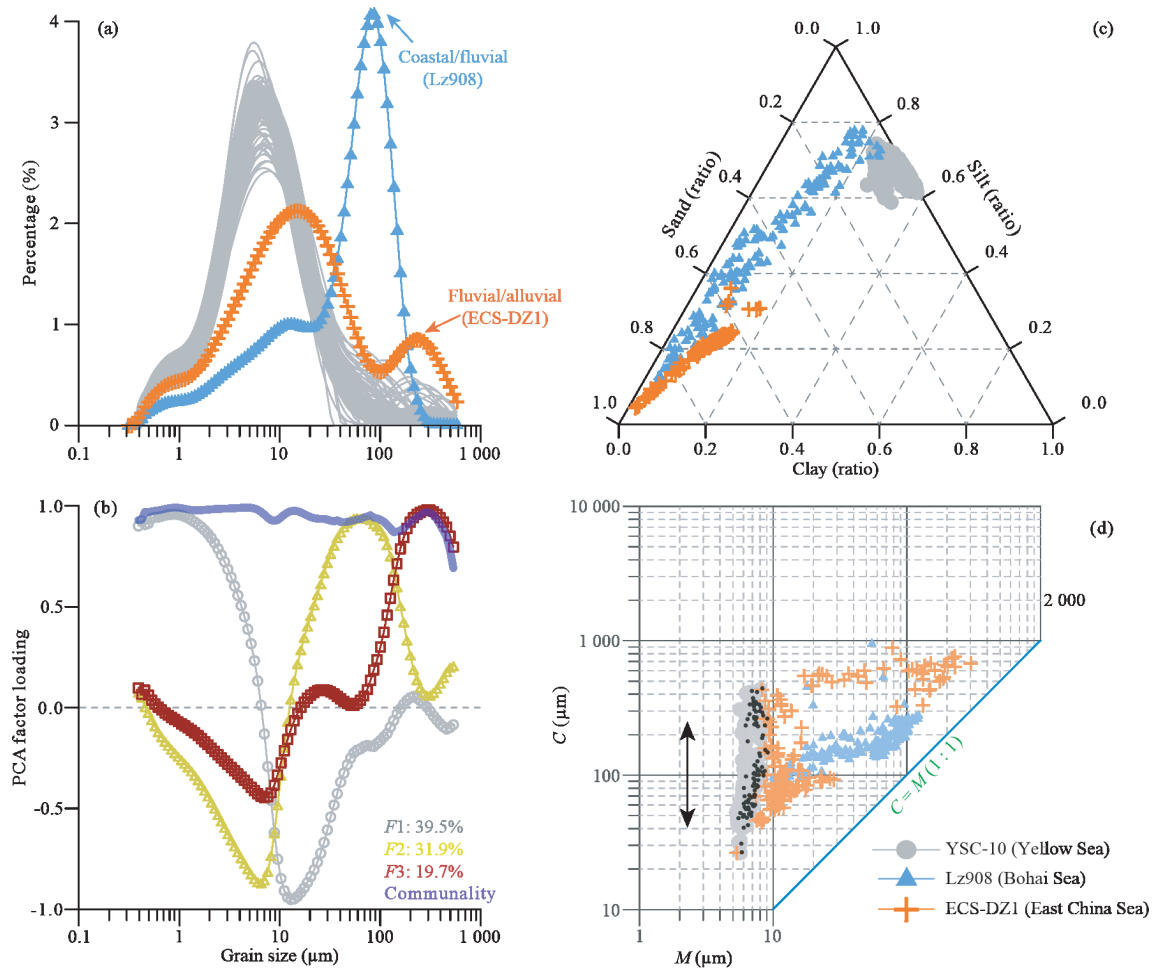 (a)
4
3
2
1
0
Percentage (%)
0.1
1
10
100
1 000
Coastal/fluvial
(Lz908)
Fluvial/alluvial
(ECS-DZ1)
(b)
1.0
0.5
0.0
-0.5
-1.0
PCA factor loading
F1: 39.5%
F2: 31.9%
F3: 19.7%
Communality
0.1
1
10
100
1 000
Grain size (µm)
(c)
0.0
1.0
0.2
0.8
0.4
0.6
0.6
0.4
0.8
0.2
1.0
0.0
Sand (ratio)
Silt (ratio)
0.0
0.2
0.4
0.6
0.8
1.0
Clay (ratio)
(d)
10 000
1 000
100
10
C (µm)
2 000
C=M (1:1)
YSC-10 (Yellow Sea)
Lz908 (Bohai Sea)
ECS-DZ1 (East China Sea)
1
10
M (µm)